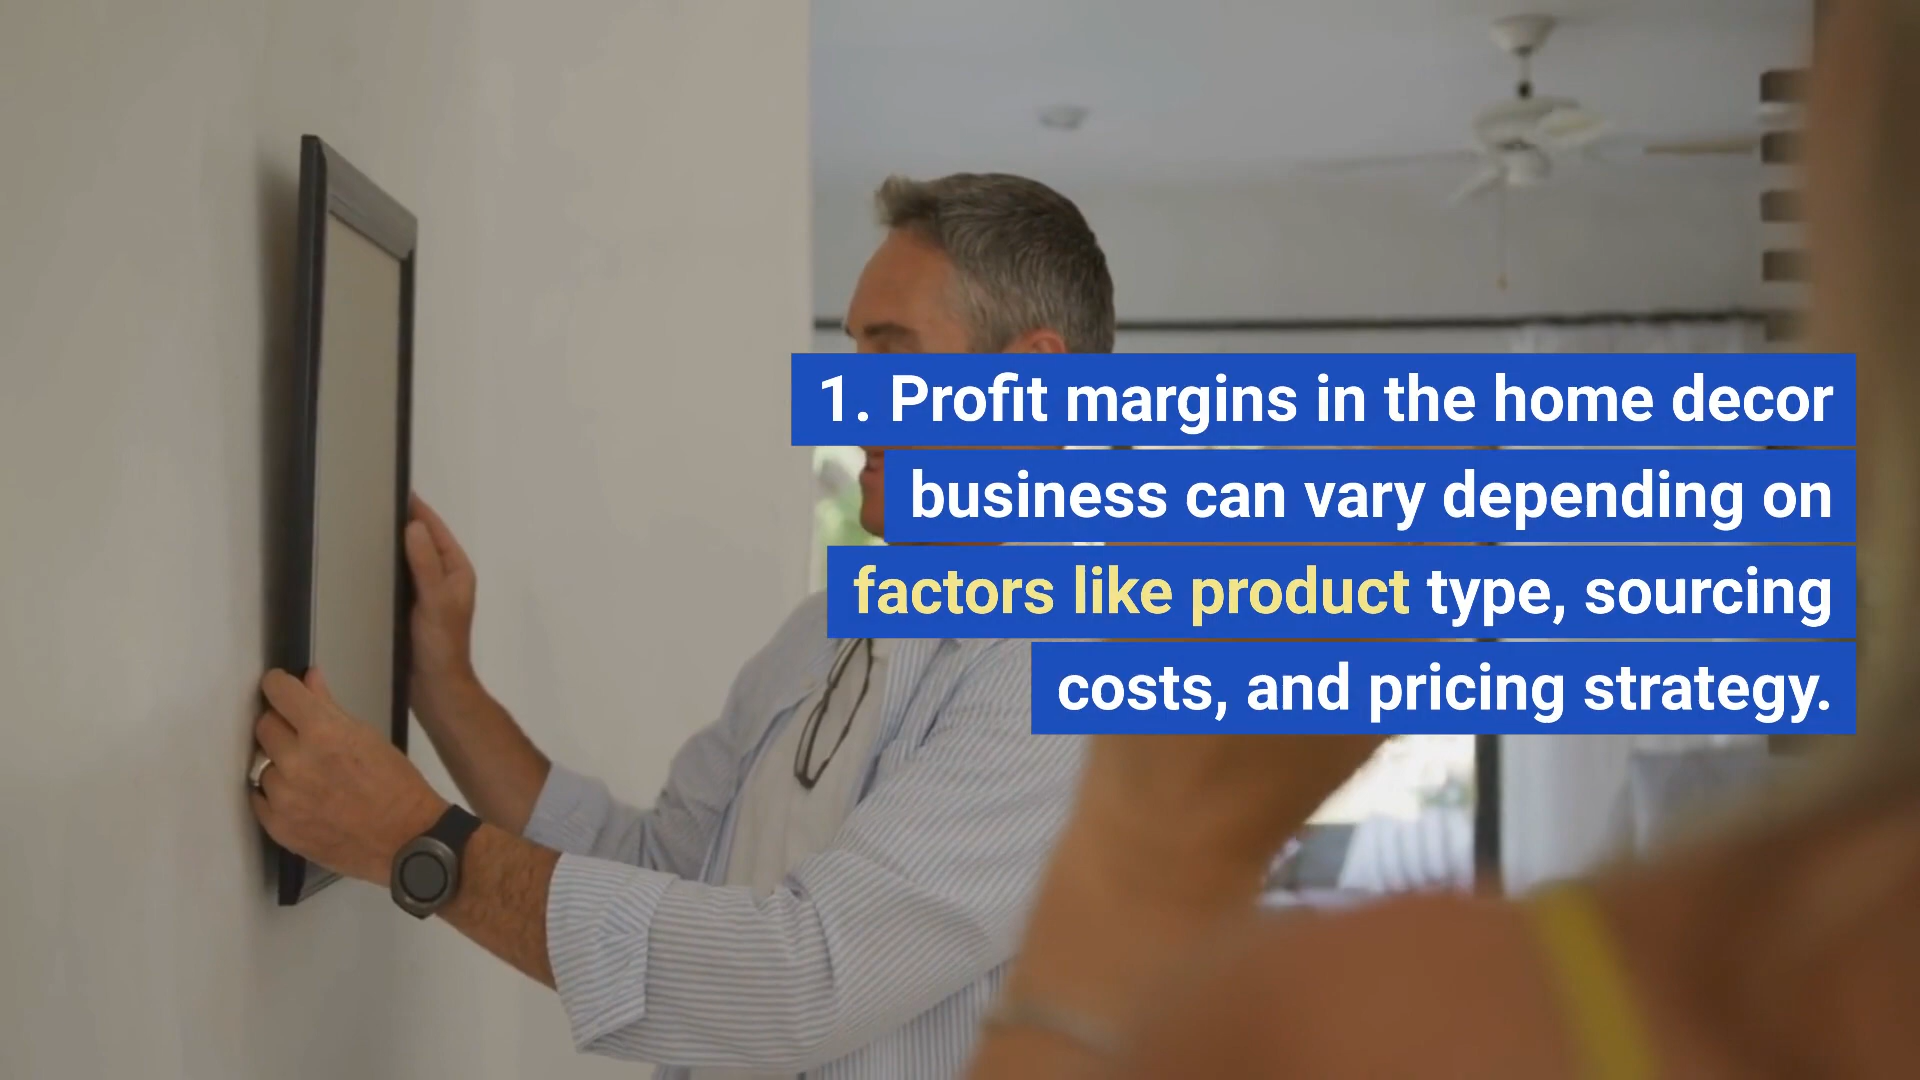 1. Profit margins in the home decor
business can vary depending on
factors like product type, sourcing
costs, and pricing strategy.